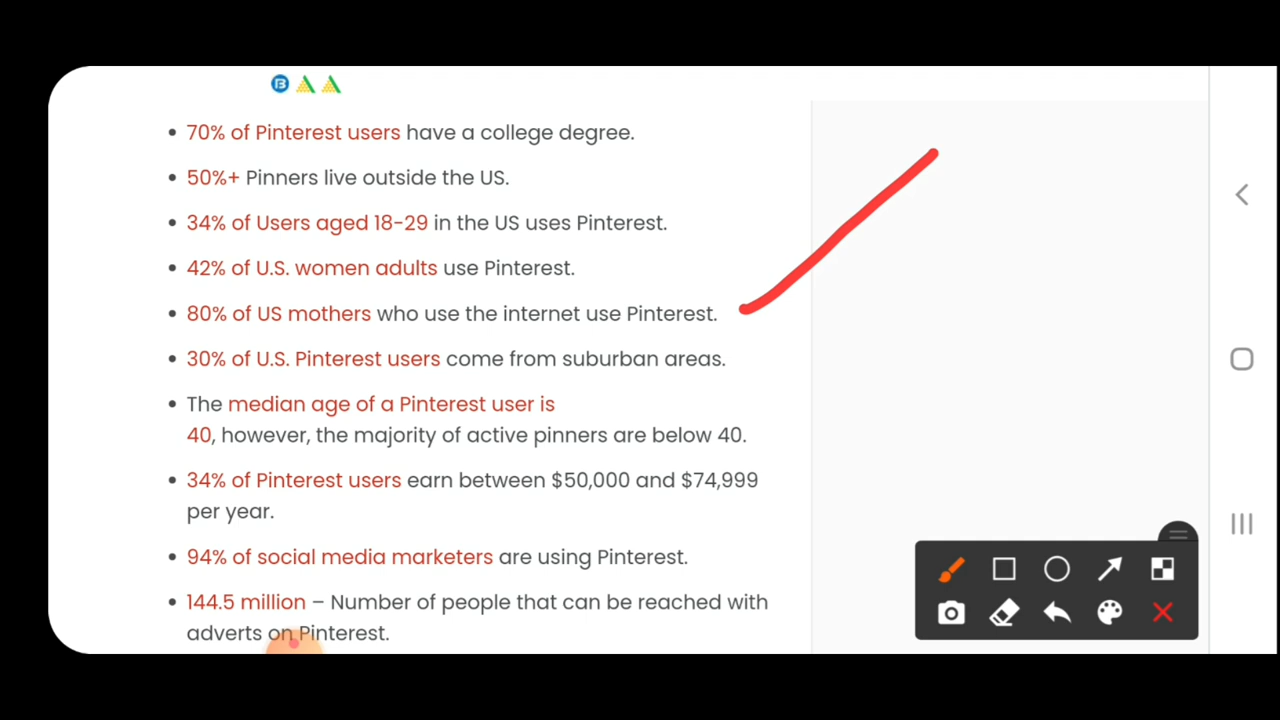 70% of Pinterest users have a college degree.
50%+ Pinners live outside the US.
34% of Users aged 18-29 in the US uses Pinterest.
42% of U.S. women adults use Pinterest.
80% of US mothers who use the internet use Pinterest.
30% of U.S. Pinterest users come from suburban areas.
The median age of a Pinterest user is
40, however, the majority of active pinners are below 40.
34% of Pinterest users earn between $50,000 and $74,999
per year.
94% of social media marketers are using Pinterest.
144.5 million – Number of people that can be reached with
adverts on Pinterest.